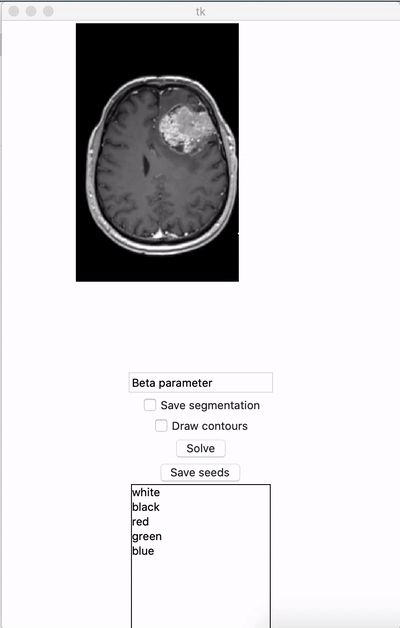 tk
Beta parameter
Save segmentation
Draw contours
Solve
Save seeds
white
black
red
green
blue